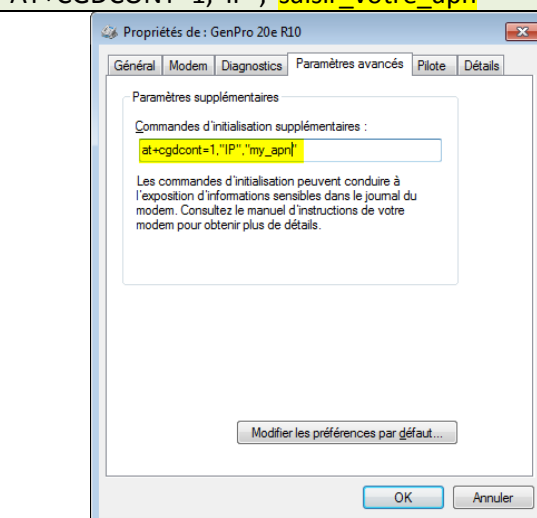 AT+CGDCONT=1,"IP","saisir_votre_apn"
Propriétés de : GenPro 20e R10
Général Modem Diagnostics Paramètres avancés Pilote Détails
Paramètres supplémentaires
Commandes d'initialisation supplémentaires :
at+cgdcont=1,"IP","my_apn"
Les commandes d'initialisation peuvent conduire à
l'exposition d'informations sensibles dans le journal du
modem. Consultez le manuel d'instructions de votre
modem pour obtenir plus de détails.
Modifier les préférences par défaut...
OK Annuler